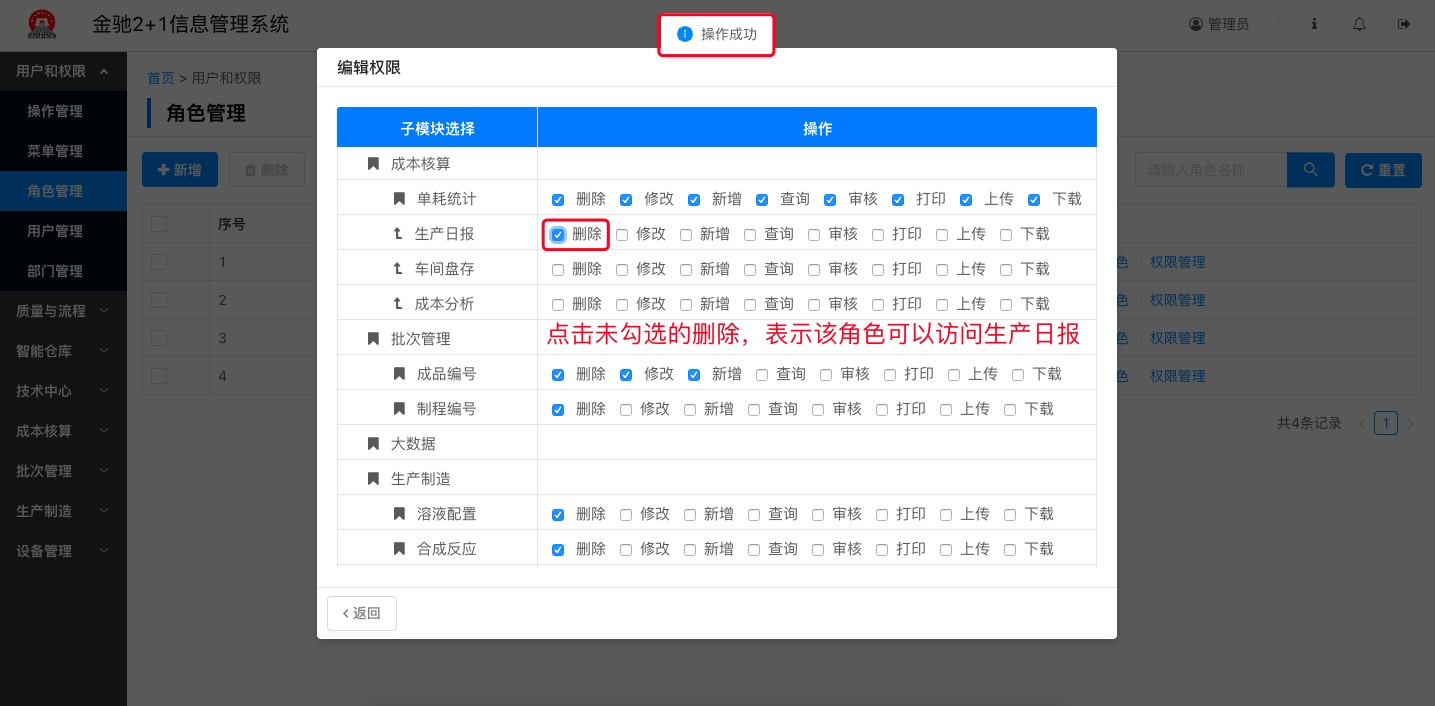 金驰2+1信息管理系统
操作成功
管理员
用户和权限
操作管理
菜单管理
角色管理
用户管理
部门管理
质量与流程
智能仓库
技术中心
成本核算
批次管理
生产制造
设备管理
首页 > 用户和权限
角色管理
新增 删除
请输入角色名称
重置
序号
1
2
3
4
色 权限管理
色 权限管理
色 权限管理
色 权限管理
共4条记录 < 1 >
编辑权限
子模块选择 操作
成本核算
单耗统计 删除 修改 新增 查询 审核 打印 上传 下载
生产日报 删除 修改 新增 查询 审核 打印 上传 下载
车间盘存 删除 修改 新增 查询 审核 打印 上传 下载
成本分析 删除 修改 新增 查询 审核 打印 上传 下载
批次管理
点击未勾选的删除，表示该角色可以访问生产日报
成品编号 删除 修改 新增 查询 审核 打印 上传 下载
制程编号 删除 修改 新增 查询 审核 打印 上传 下载
大数据
生产制造
溶液配置 删除 修改 新增 查询 审核 打印 上传 下载
合成反应 删除 修改 新增 查询 审核 打印 上传 下载
返回